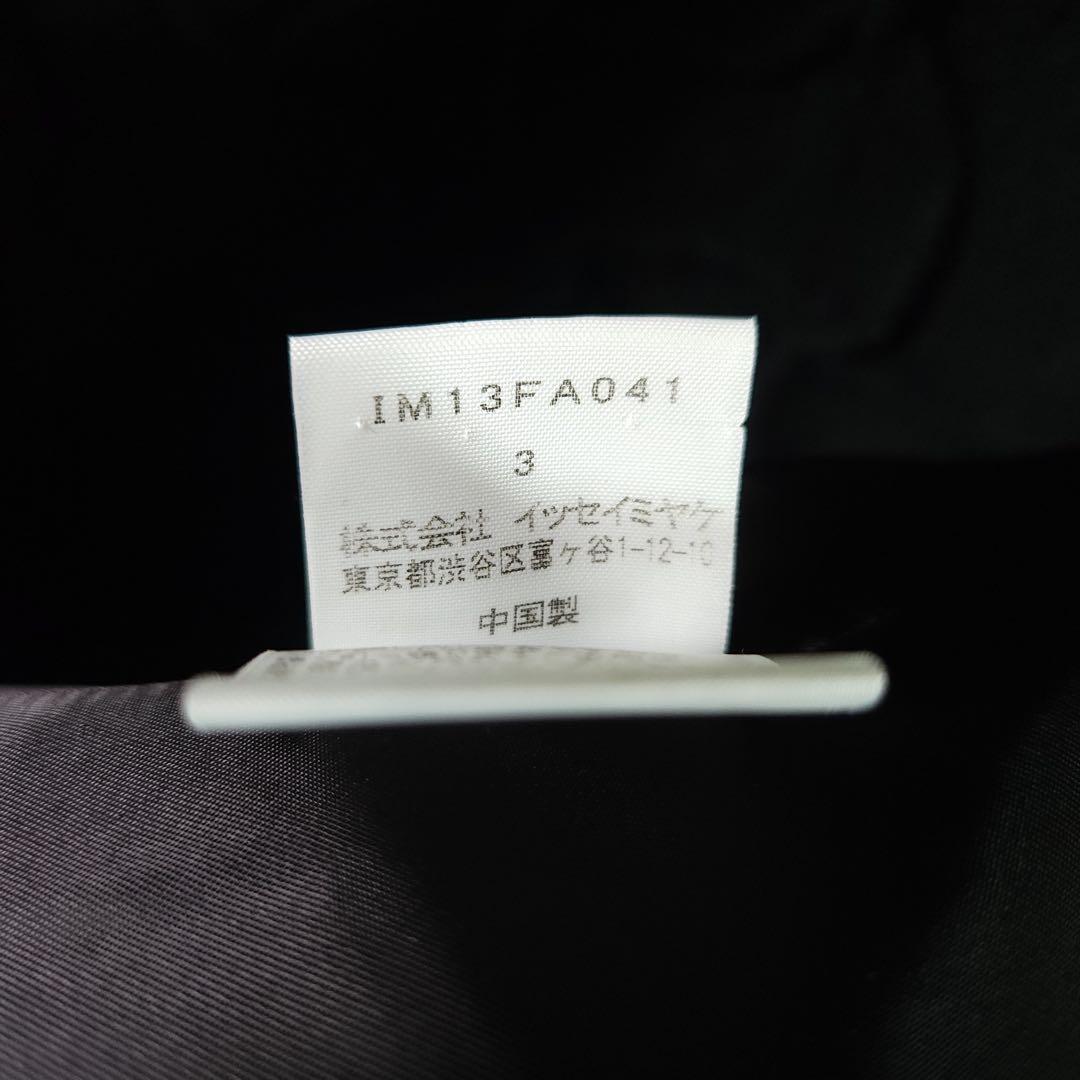 IM13FA041
3
株式会社 イッセイミヤケ
東京都渋谷区富ヶ谷1-12-10
中国製